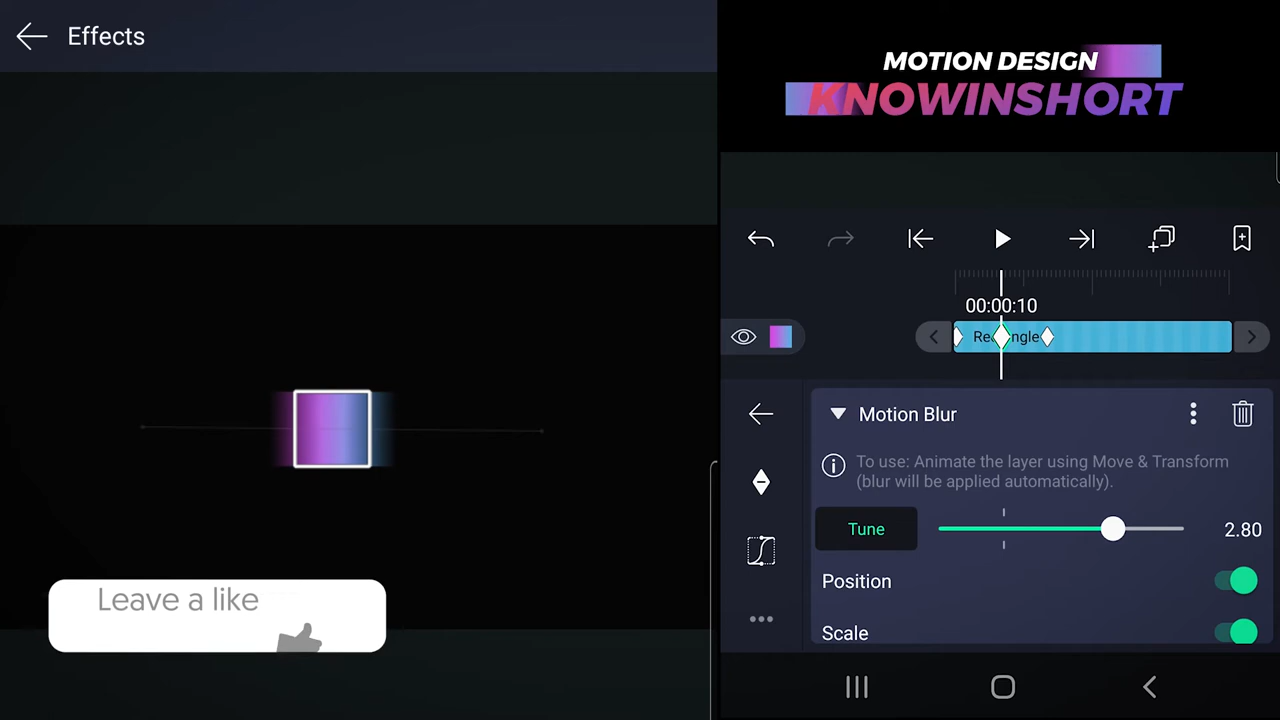 Effects
MOTION DESIGN
KNOWINSHORT
00:00:10
Rectangle
Motion Blur
To use: Animate the layer using Move & Transform
(blur will be applied automatically).
Tune
2.80
Position
Scale
Leave a like